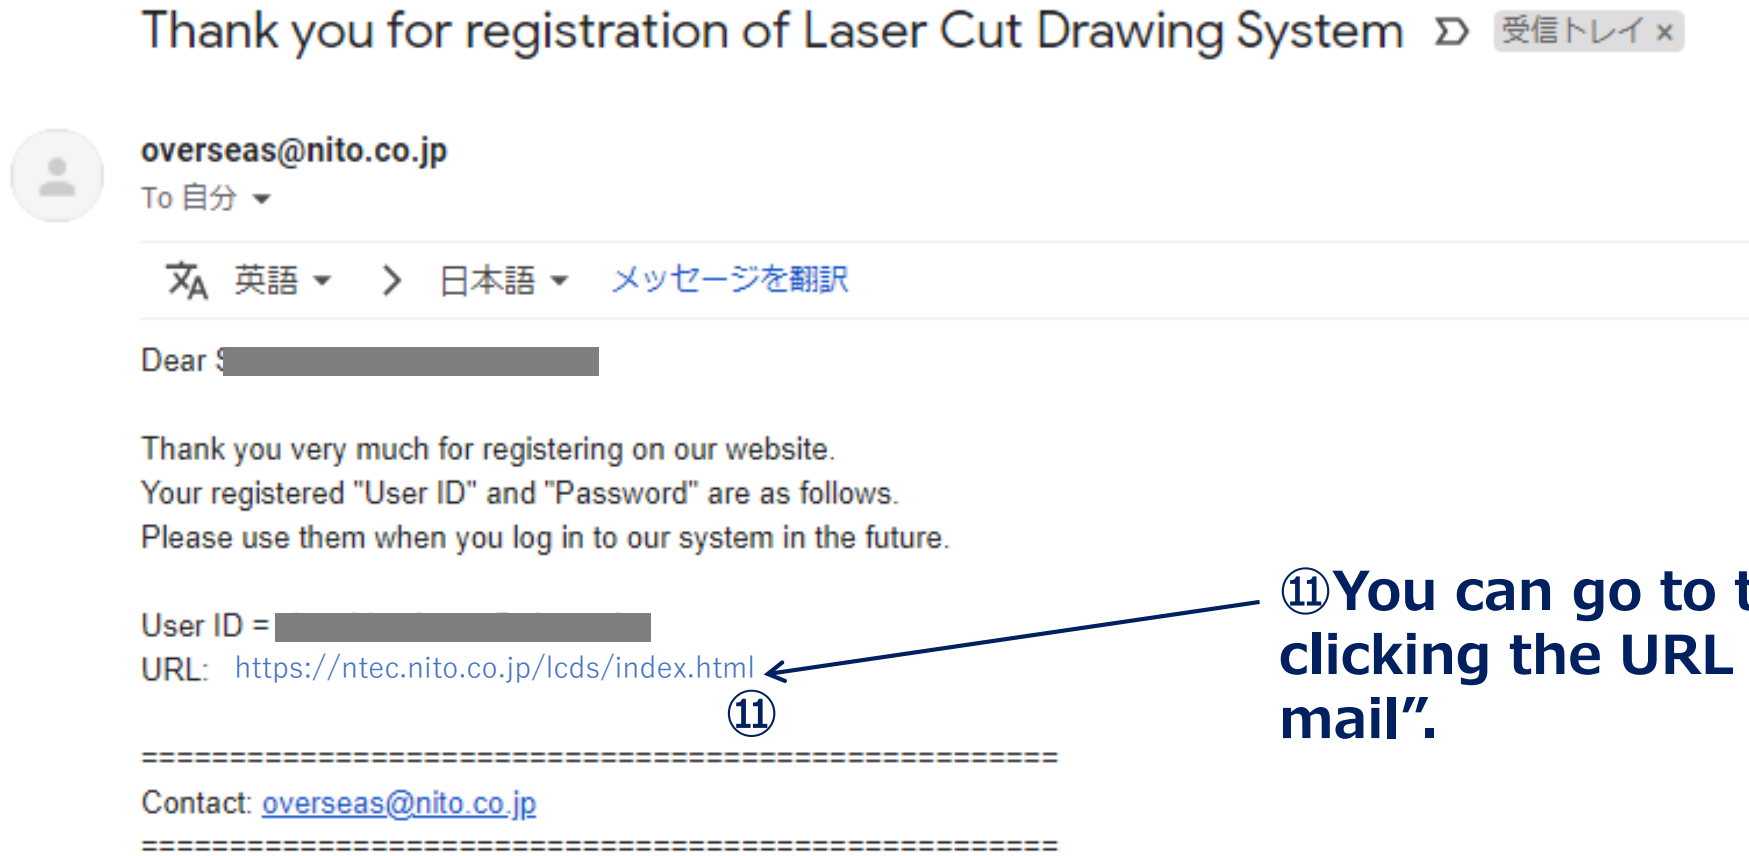 Thank you for registration of Laser Cut Drawing System 受信トレイ ×
overseas@nito.co.jp
To 自分
英語 > 日本語 メッセージを翻訳
Dear
Thank you very much for registering on our website.
Your registered "User ID" and "Password" are as follows.
Please use them when you log in to our system in the future.
User ID =
URL: https://ntec.nito.co.jp/lcds/index.html
⑪
⑪You can go to
clicking the URL
mail”.
====================================================
Contact: overseas@nito.co.jp
====================================================